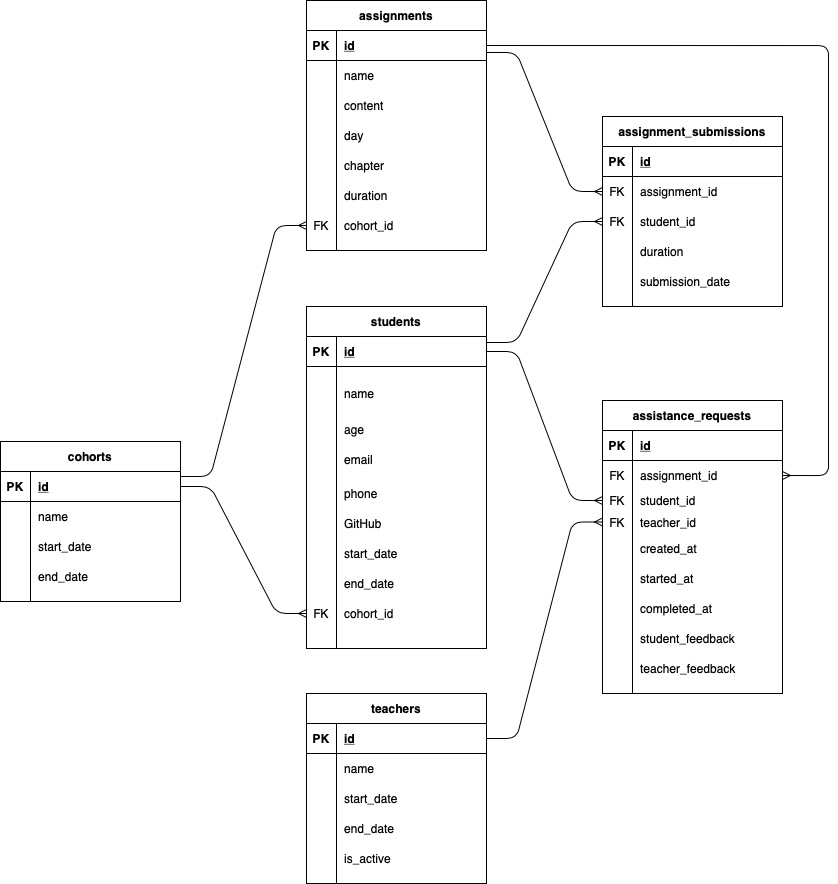 assignments
PK id
name
content
day
chapter
duration
FK cohort_id
assignment_submissions
PK id
FK assignment_id
FK student_id
duration
submission_date
students
PK id
name
age
email
phone
GitHub
start_date
end_date
FK cohort_id
cohorts
PK id
name
start_date
end_date
assistance_requests
PK id
FK assignment_id
FK student_id
FK teacher_id
created_at
started_at
completed_at
student_feedback
teacher_feedback
teachers
PK id
name
start_date
end_date
is_active